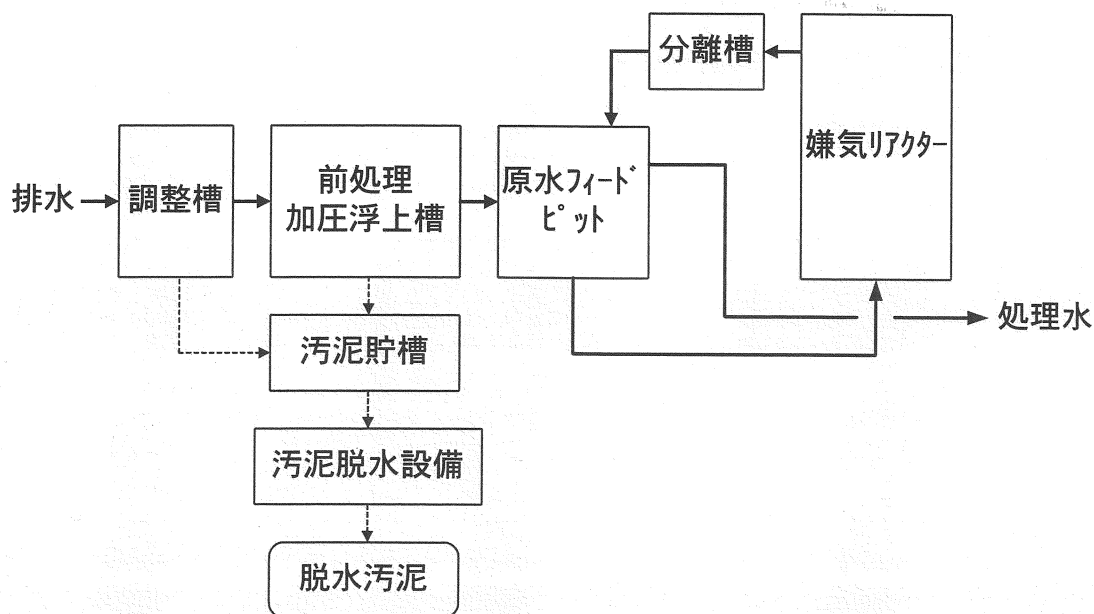 分離槽
嫌気ﾘｱｸﾀｰ
排水
調整槽
前処理
加圧浮上槽
原水フィードﾞ
ﾋﾟｯﾄ
処理水
汚泥貯槽
汚泥脱水設備
脱水汚泥